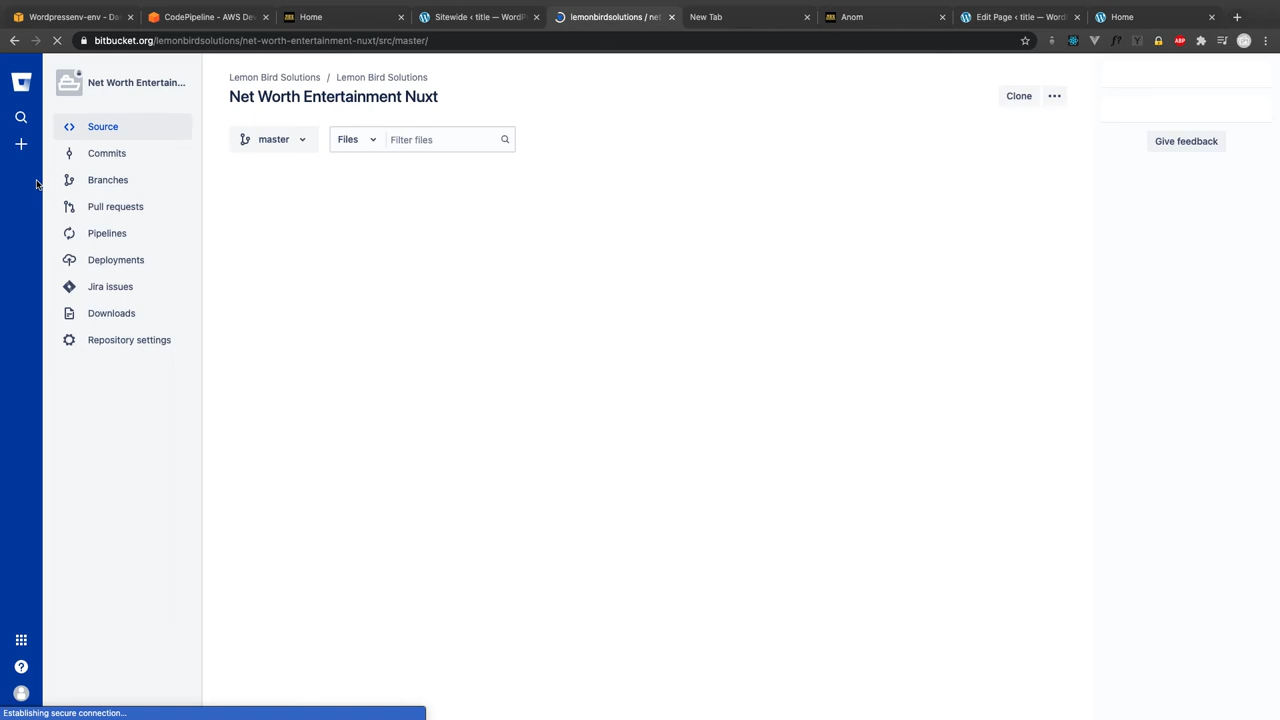 Wordpressenv-env - Da
CodePipeline - AWS De
Home
Sitewide ‹ title — WordP
lemonbirdsolutions / net
New Tab
Anom
Edit Page ‹ title — Word
Home
bitbucket.org/lemonbirdsolutions/net-worth-entertainment-nuxt/src/master/
ABP
Net Worth Entertain...
Source
Commits
Branches
Pull requests
Pipelines
Deployments
Jira issues
Downloads
Repository settings
Lemon Bird Solutions / Lemon Bird Solutions
Net Worth Entertainment Nuxt
Clone
master
Files
Filter files
Give feedback
Establishing secure connection...